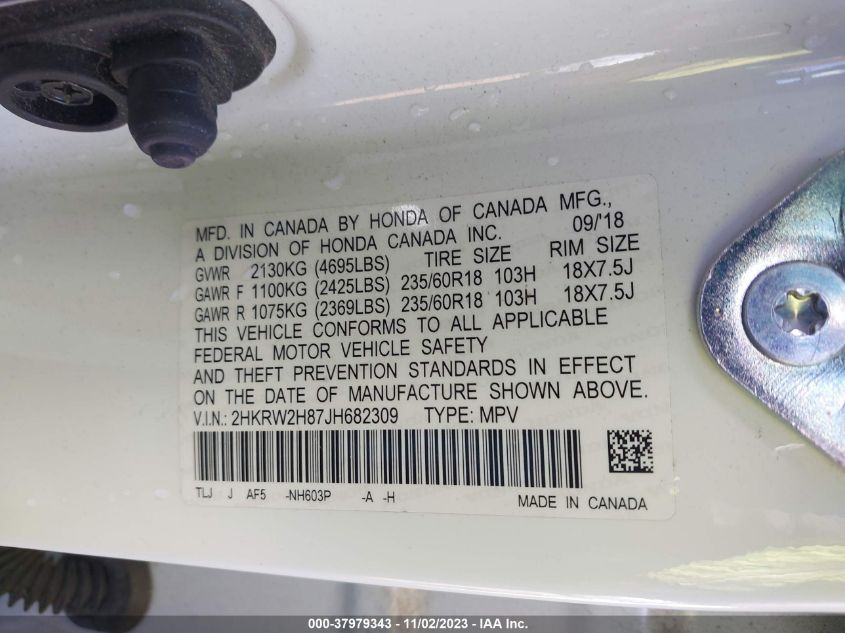 MFD. IN CANADA BY HONDA OF CANADA MFG.,
A DIVISION OF HONDA CANADA INC. 09/'18
GVWR 2130KG (4695LBS) TIRE SIZE RIM SIZE
GAWR F 1100KG (2425LBS) 235/60R18 103H 18X7.5J
GAWR R 1075KG (2369LBS) 235/60R18 103H 18X7.5J
THIS VEHICLE CONFORMS TO ALL APPLICABLE
FEDERAL MOTOR VEHICLE SAFETY
AND THEFT PREVENTION STANDARDS IN EFFECT
ON THE DATE OF MANUFACTURE SHOWN ABOVE.
V.I.N.: 2HKRW2H87JH682309 TYPE: MPV
TLJ J AF5 -NH603P -A -H
MADE IN CANADA
000-37979343 - 11/02/2023 - IAA Inc.